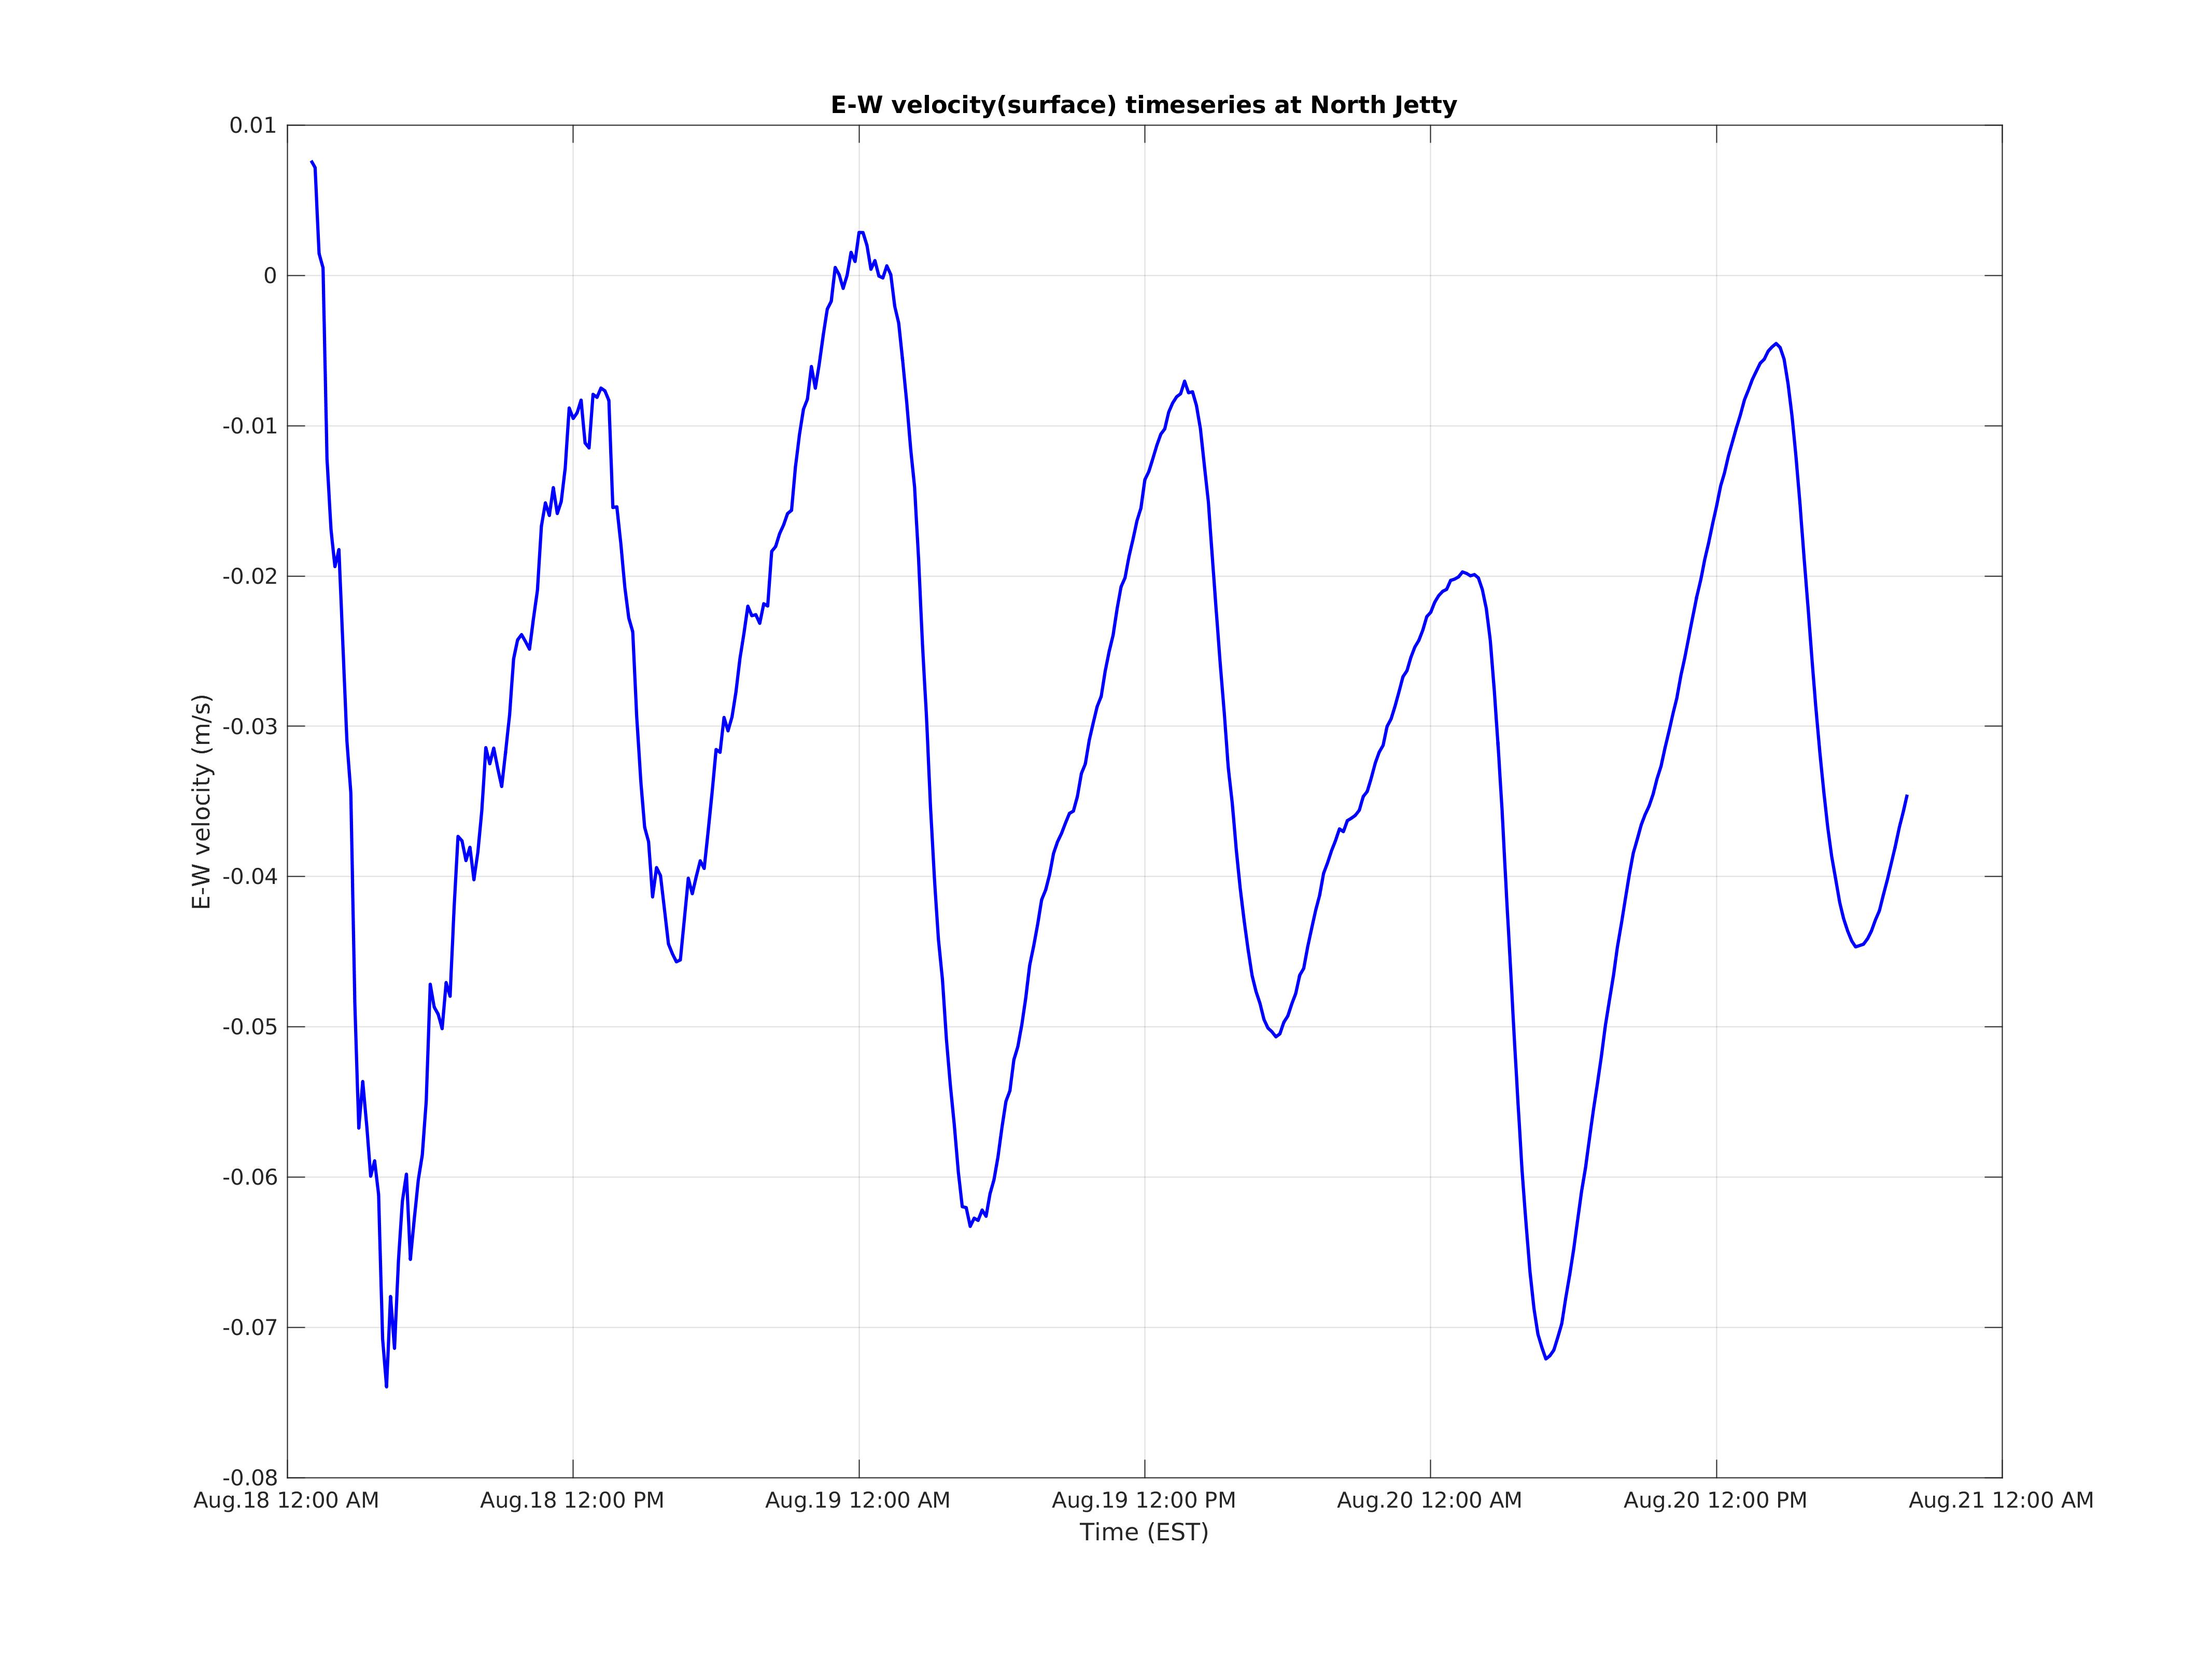 E-W velocity(surface) timeseries at North Jetty
0.01
0
-0.01
-0.02
-0.03
-0.04
-0.05
-0.06
-0.07
-0.08
E-W velocity (m/s)
Aug.18 12:00 AM Aug.18 12:00 PM Aug.19 12:00 AM Aug.19 12:00 PM Aug.20 12:00 AM Aug.20 12:00 PM Aug.21 12:00 AM
Time (EST)